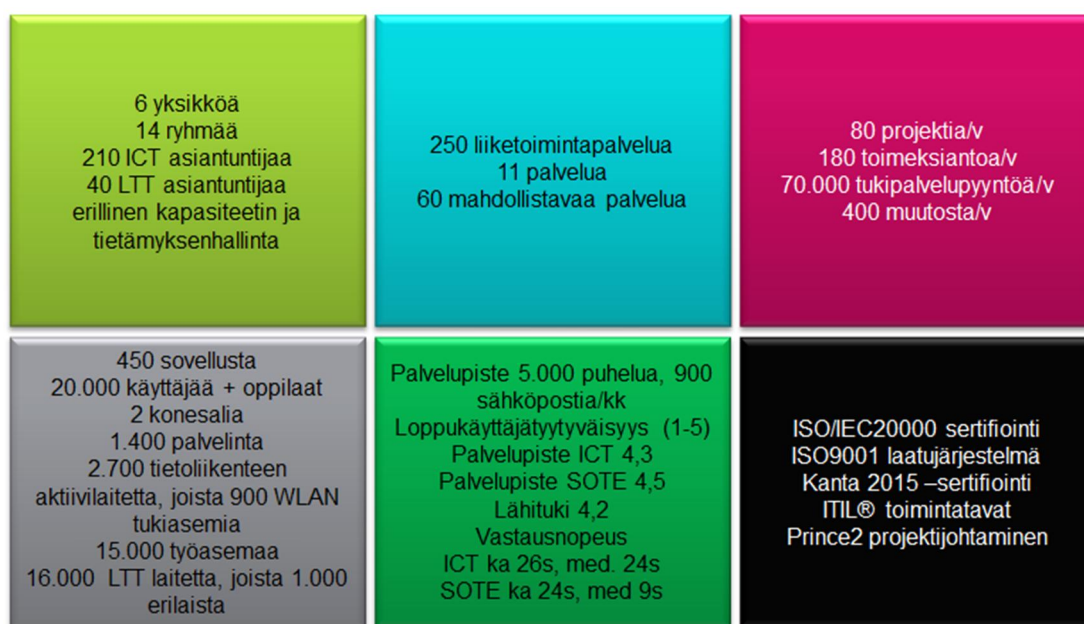 6 yksikköä
14 ryhmää
210 ICT asiantuntijaa
40 LTT asiantuntijaa
erillinen kapasiteetin ja
tietämyksenhallinta
250 liiketoimintapalvelua
11 palvelua
60 mahdollistavaa palvelua
80 projektia/v
180 toimeksiantoa/v
70.000 tukipalvelupyyntöä/v
400 muutosta/v
450 sovellusta
20.000 käyttäjää + oppilaat
2 konesalia
1.400 palvelinta
2.700 tietoliikenteen
aktiivilaitetta, joista 900 WLAN
tukiasemia
15.000 työasemaa
16.000 LTT laitetta, joista 1.000
erilaista
Palvelupiste 5.000 puhelua, 900
sähköpostia/kk
Loppukäyttäjätyytyväisyys (1-5)
Palvelupiste ICT 4,3
Palvelupiste SOTE 4,5
Lähituki 4,2
Vastausnopeus
ICT ka 26s, med. 24s
SOTE ka 24s, med 9s
ISO/IEC20000 sertifiointi
ISO9001 laatujärjestelmä
Kanta 2015 –sertifiointi
ITIL® toimintatavat
Prince2 projektijohtaminen